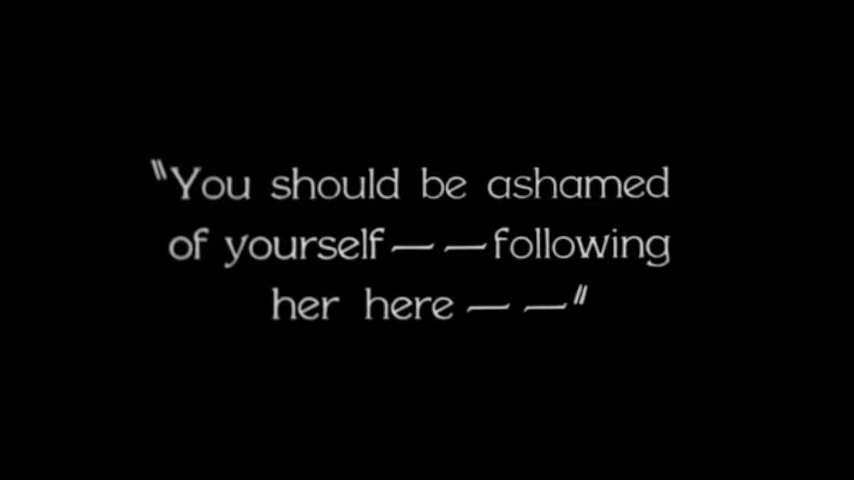 "You should be ashamed
of yourself — — following
her here — —"